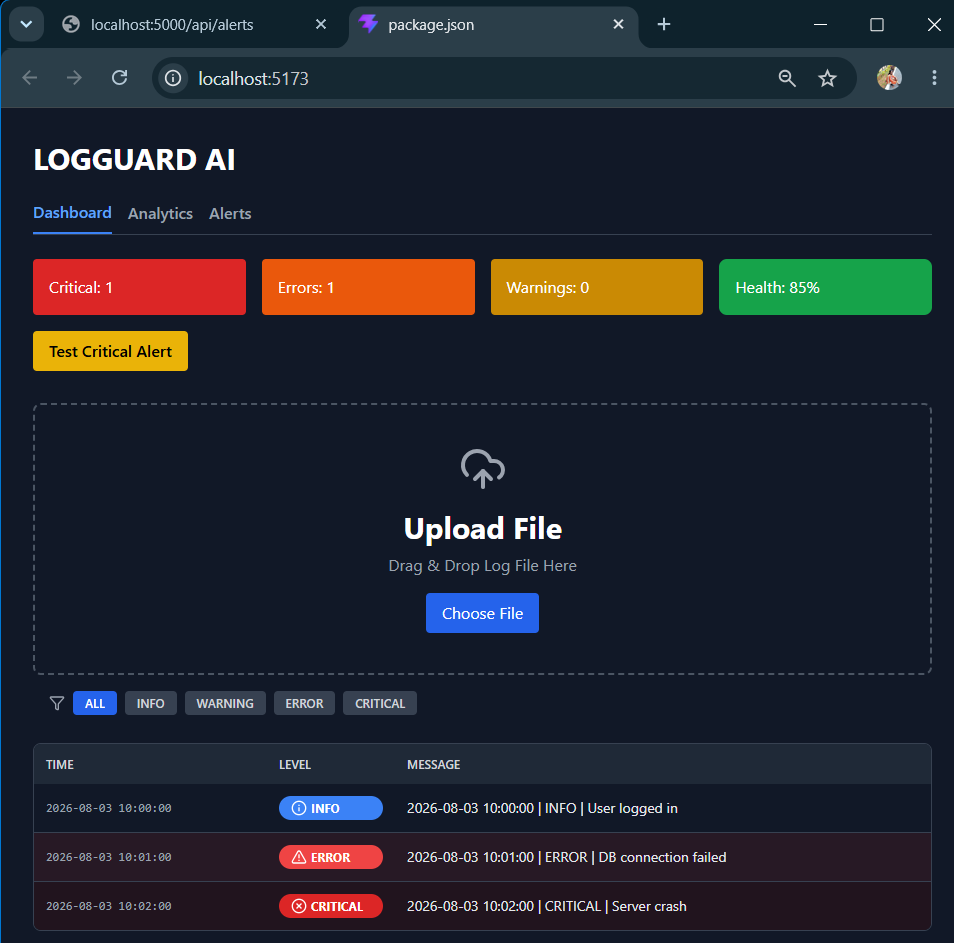 localhost:5000/api/alerts
package.json
localhost:5173
LOGGUARD AI
Dashboard Analytics Alerts
Critical: 1 Errors: 1 Warnings: 0 Health: 85%
Test Critical Alert
Upload File
Drag & Drop Log File Here
Choose File
ALL INFO WARNING ERROR CRITICAL
TIME LEVEL MESSAGE
2026-08-03 10:00:00 INFO 2026-08-03 10:00:00 | INFO | User logged in
2026-08-03 10:01:00 ERROR 2026-08-03 10:01:00 | ERROR | DB connection failed
2026-08-03 10:02:00 CRITICAL 2026-08-03 10:02:00 | CRITICAL | Server crash